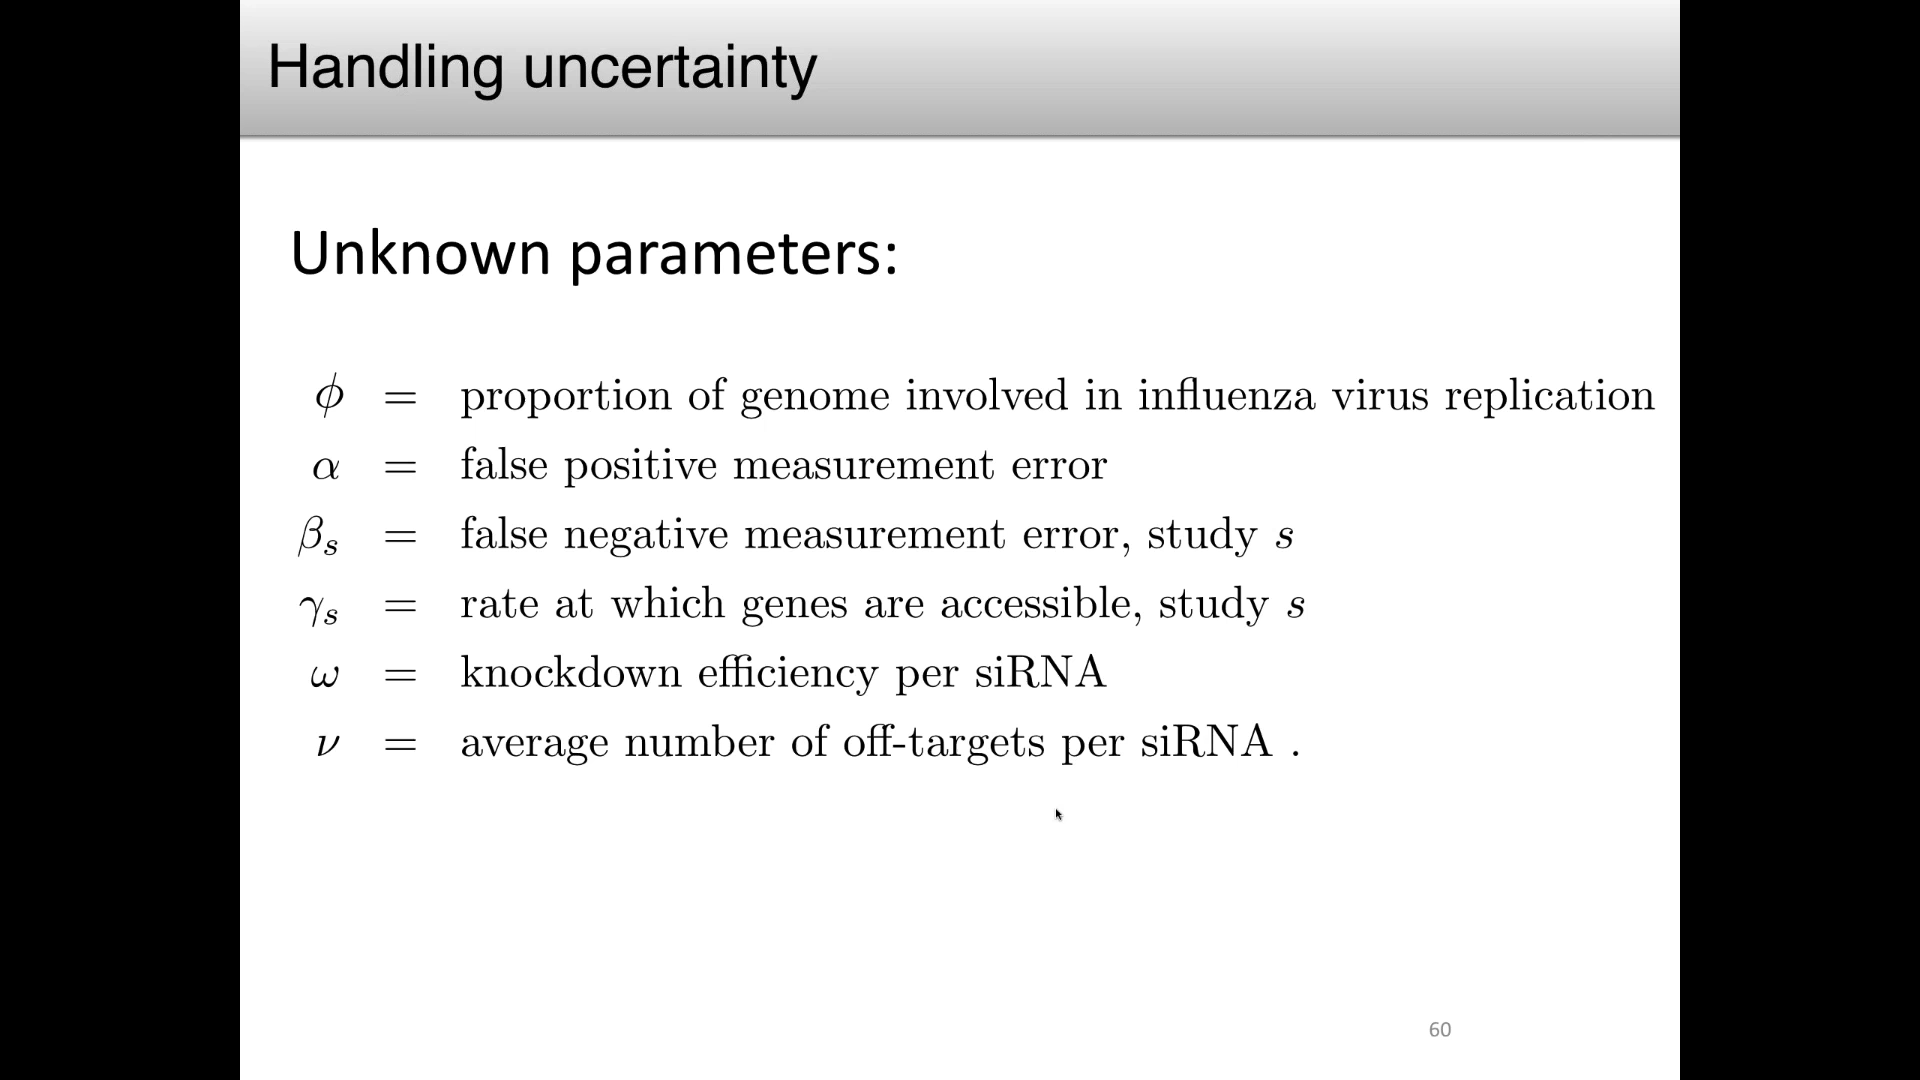 Handling uncertainty
Unknown parameters:
ϕ = proportion of genome involved in influenza virus replication
α = false positive measurement error
βₛ = false negative measurement error, study s
γₛ = rate at which genes are accessible, study s
ω = knockdown efficiency per siRNA
ν = average number of off-targets per siRNA .
60